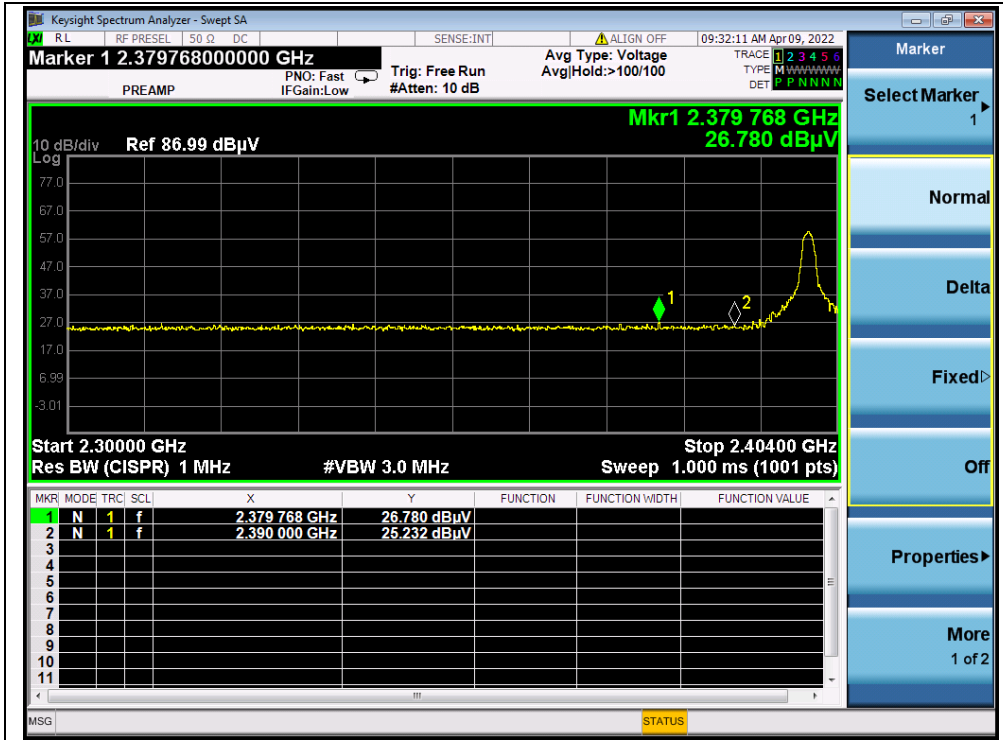 Keysight Spectrum Analyzer - Swept SA
LXI RL RF PRESEL 50 Ω DC SENSE:INT ALIGN OFF 09:32:11 AM Apr 09, 2022
Marker 1 2.379768000000 GHz
PREAMP
PNO: Fast
IFGain:Low
Trig: Free Run
#Atten: 10 dB
Avg Type: Voltage
Avg|Hold:>100/100
TRACE 1 2 3 4 5 6
TYPE M W W W W W
DET P P N N N N
Mkr1 2.379 768 GHz
26.780 dBµV
10 dB/div Ref 86.99 dBµV
Log
77.0
67.0
57.0
47.0
37.0
27.0
17.0
6.99
-3.01
1
2
Start 2.30000 GHz Stop 2.40400 GHz
Res BW (CISPR) 1 MHz #VBW 3.0 MHz Sweep 1.000 ms (1001 pts)
MKR MODE TRC SCL X Y FUNCTION FUNCTION WIDTH FUNCTION VALUE
1 N 1 f 2.379 768 GHz 26.780 dBµV
2 N 1 f 2.390 000 GHz 25.232 dBµV
3
4
5
6
7
8
9
10
11
MSG STATUS
Marker
Select Marker
1
Normal
Delta
Fixed
Off
Properties
More
1 of 2